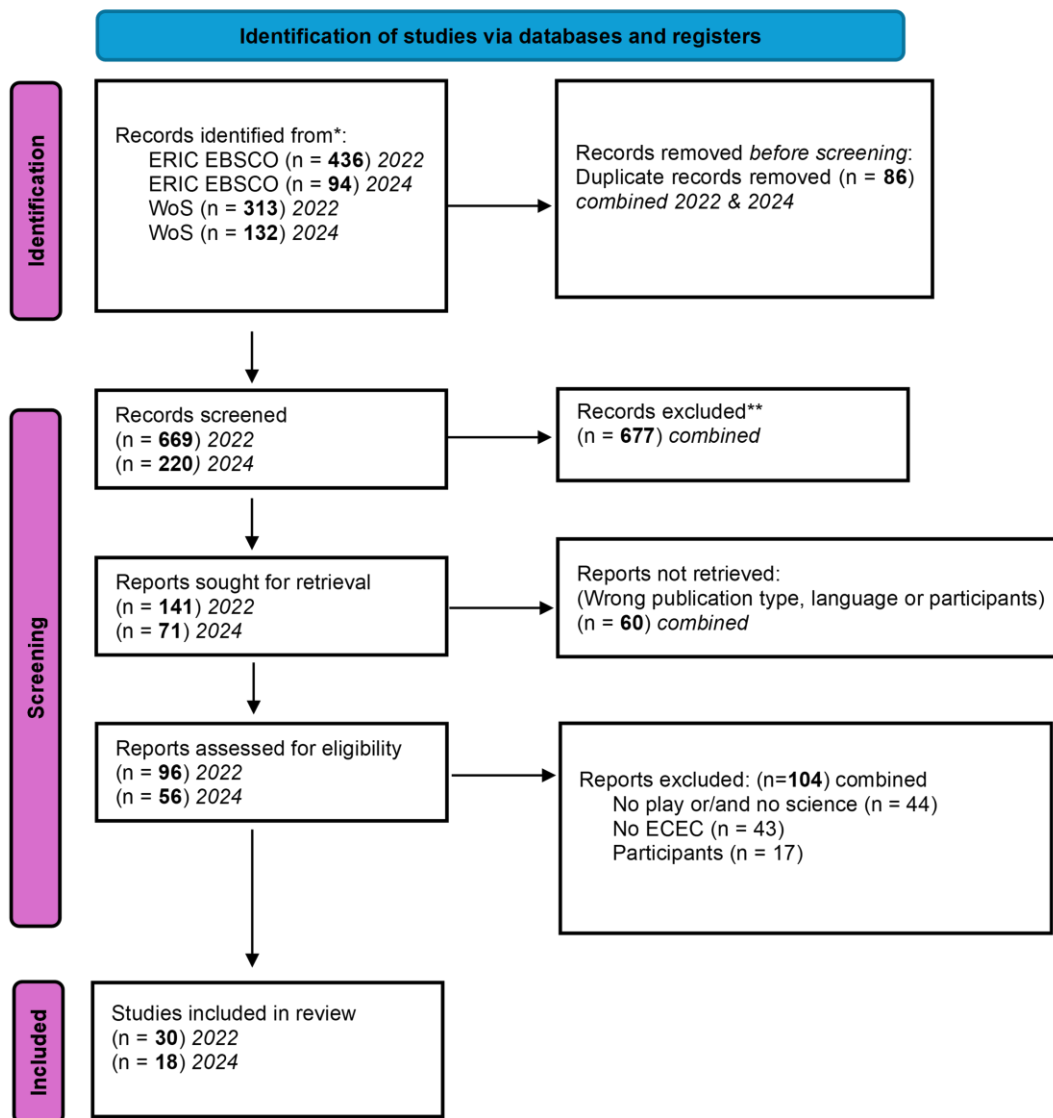 Identification of studies via databases and registers
Identification
Records identified from*:
ERIC EBSCO (n = 436) 2022
ERIC EBSCO (n = 94) 2024
WoS (n = 313) 2022
WoS (n = 132) 2024
Records removed before screening:
Duplicate records removed (n = 86)
combined 2022 & 2024
Screening
Records screened
(n = 669) 2022
(n = 220) 2024
Records excluded**
(n = 677) combined
Reports sought for retrieval
(n = 141) 2022
(n = 71) 2024
Reports not retrieved:
(Wrong publication type, language or participants)
(n = 60) combined
Reports assessed for eligibility
(n = 96) 2022
(n = 56) 2024
Reports excluded: (n=104) combined
No play or/and no science (n = 44)
No ECEC (n = 43)
Participants (n = 17)
Included
Studies included in review
(n = 30) 2022
(n = 18) 2024